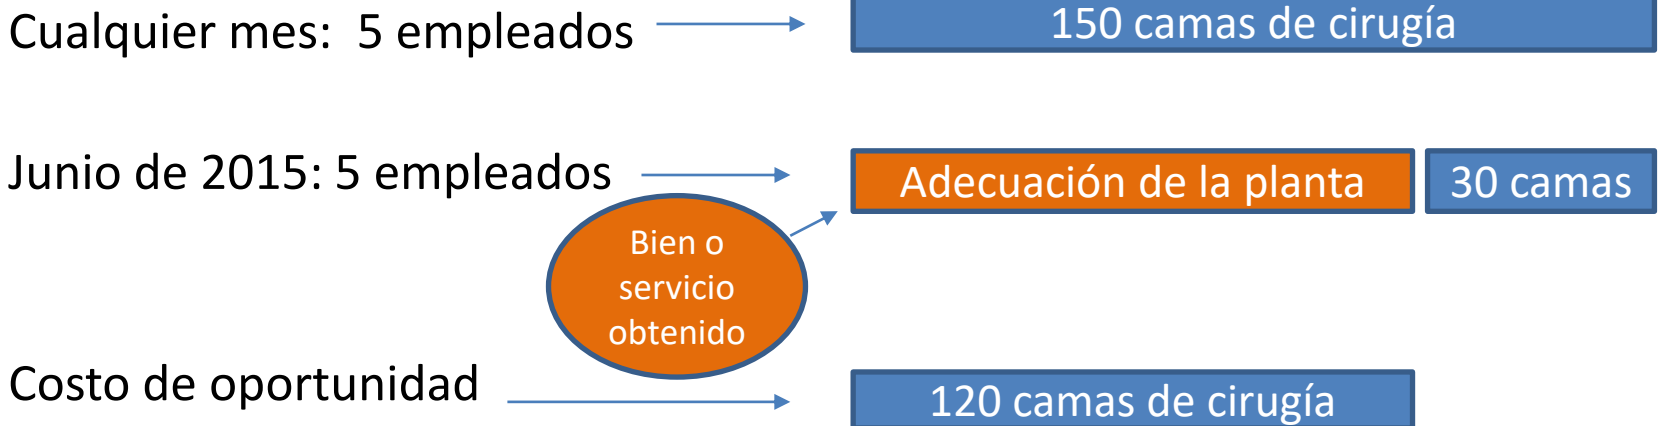 Cualquier mes: 5 empleados
150 camas de cirugía
Junio de 2015: 5 empleados
Adecuación de la planta
30 camas
Bien o
servicio
obtenido
Costo de oportunidad
120 camas de cirugía